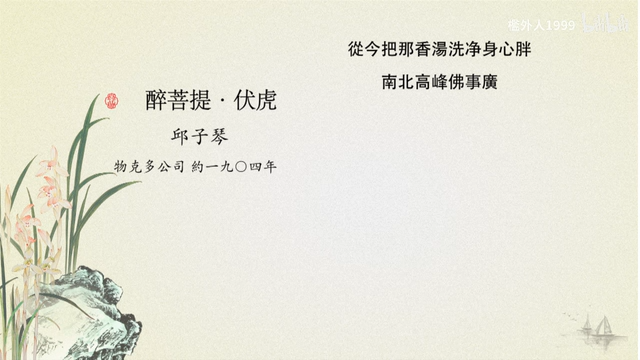 從今把那香湯洗净身心胖
南北高峰佛事廣
醉菩提·伏虎
邱子琴
物克多公司 約一九〇四年